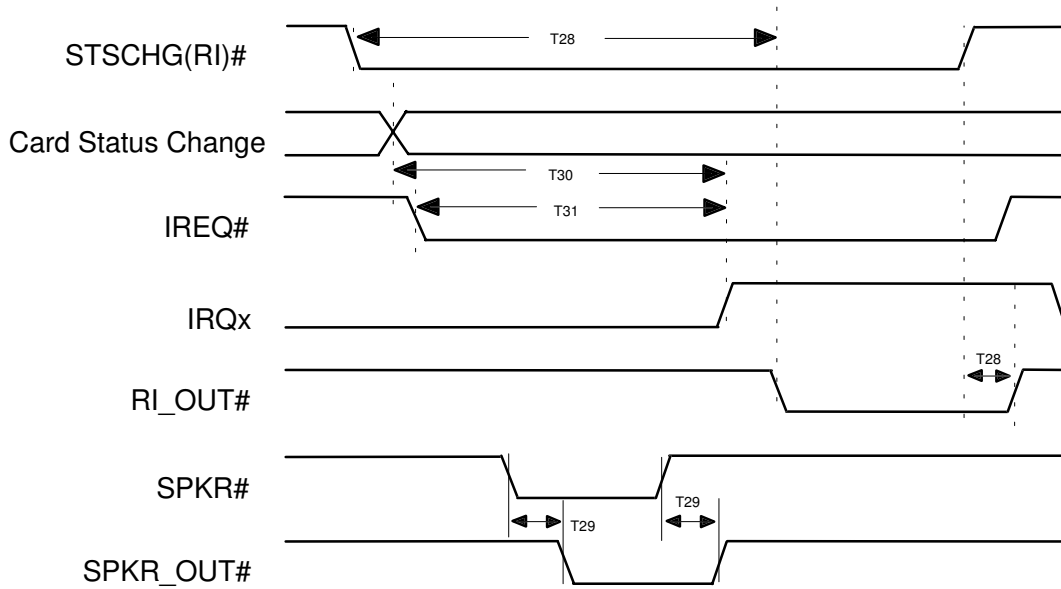 STSCHG(RI)#
T28
Card Status Change
T30
IREQ#
T31
IRQx
T28
RI_OUT#
SPKR#
T29
T29
SPKR_OUT#